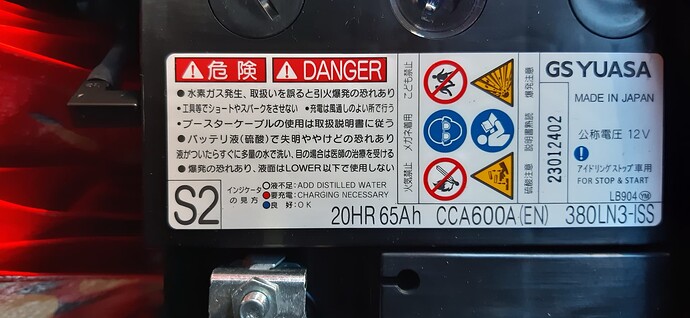 危険
DANGER
●水素ガス発生、取扱いを誤ると引火爆発の恐れあり
・工具等でショートやスパークをさせない ・充電は風通しのよい所で行う
・ブースターケーブルの使用は取扱説明書に従う
●バッテリ液(硫酸)で失明ややけどの恐れあり
液がついたらすぐに多量の水で洗い、目の場合は医師の治療を受ける
●爆発の恐れあり、液面はLOWER以下で使用しない
S2
インジケータの見方
液不足:ADD DISTILLED WATER
要充電:CHARGING NECESSARY
良 好:OK
こども禁止
メガネ着用
火気禁止
爆発注意
説明書熟読
硫酸注意
20HR 65Ah CCA600A(EN) 380LN3-ISS
23012402
GS YUASA
MADE IN JAPAN
公称電圧 12V
アイドリングストップ車用
FOR STOP & START
LB904 YM